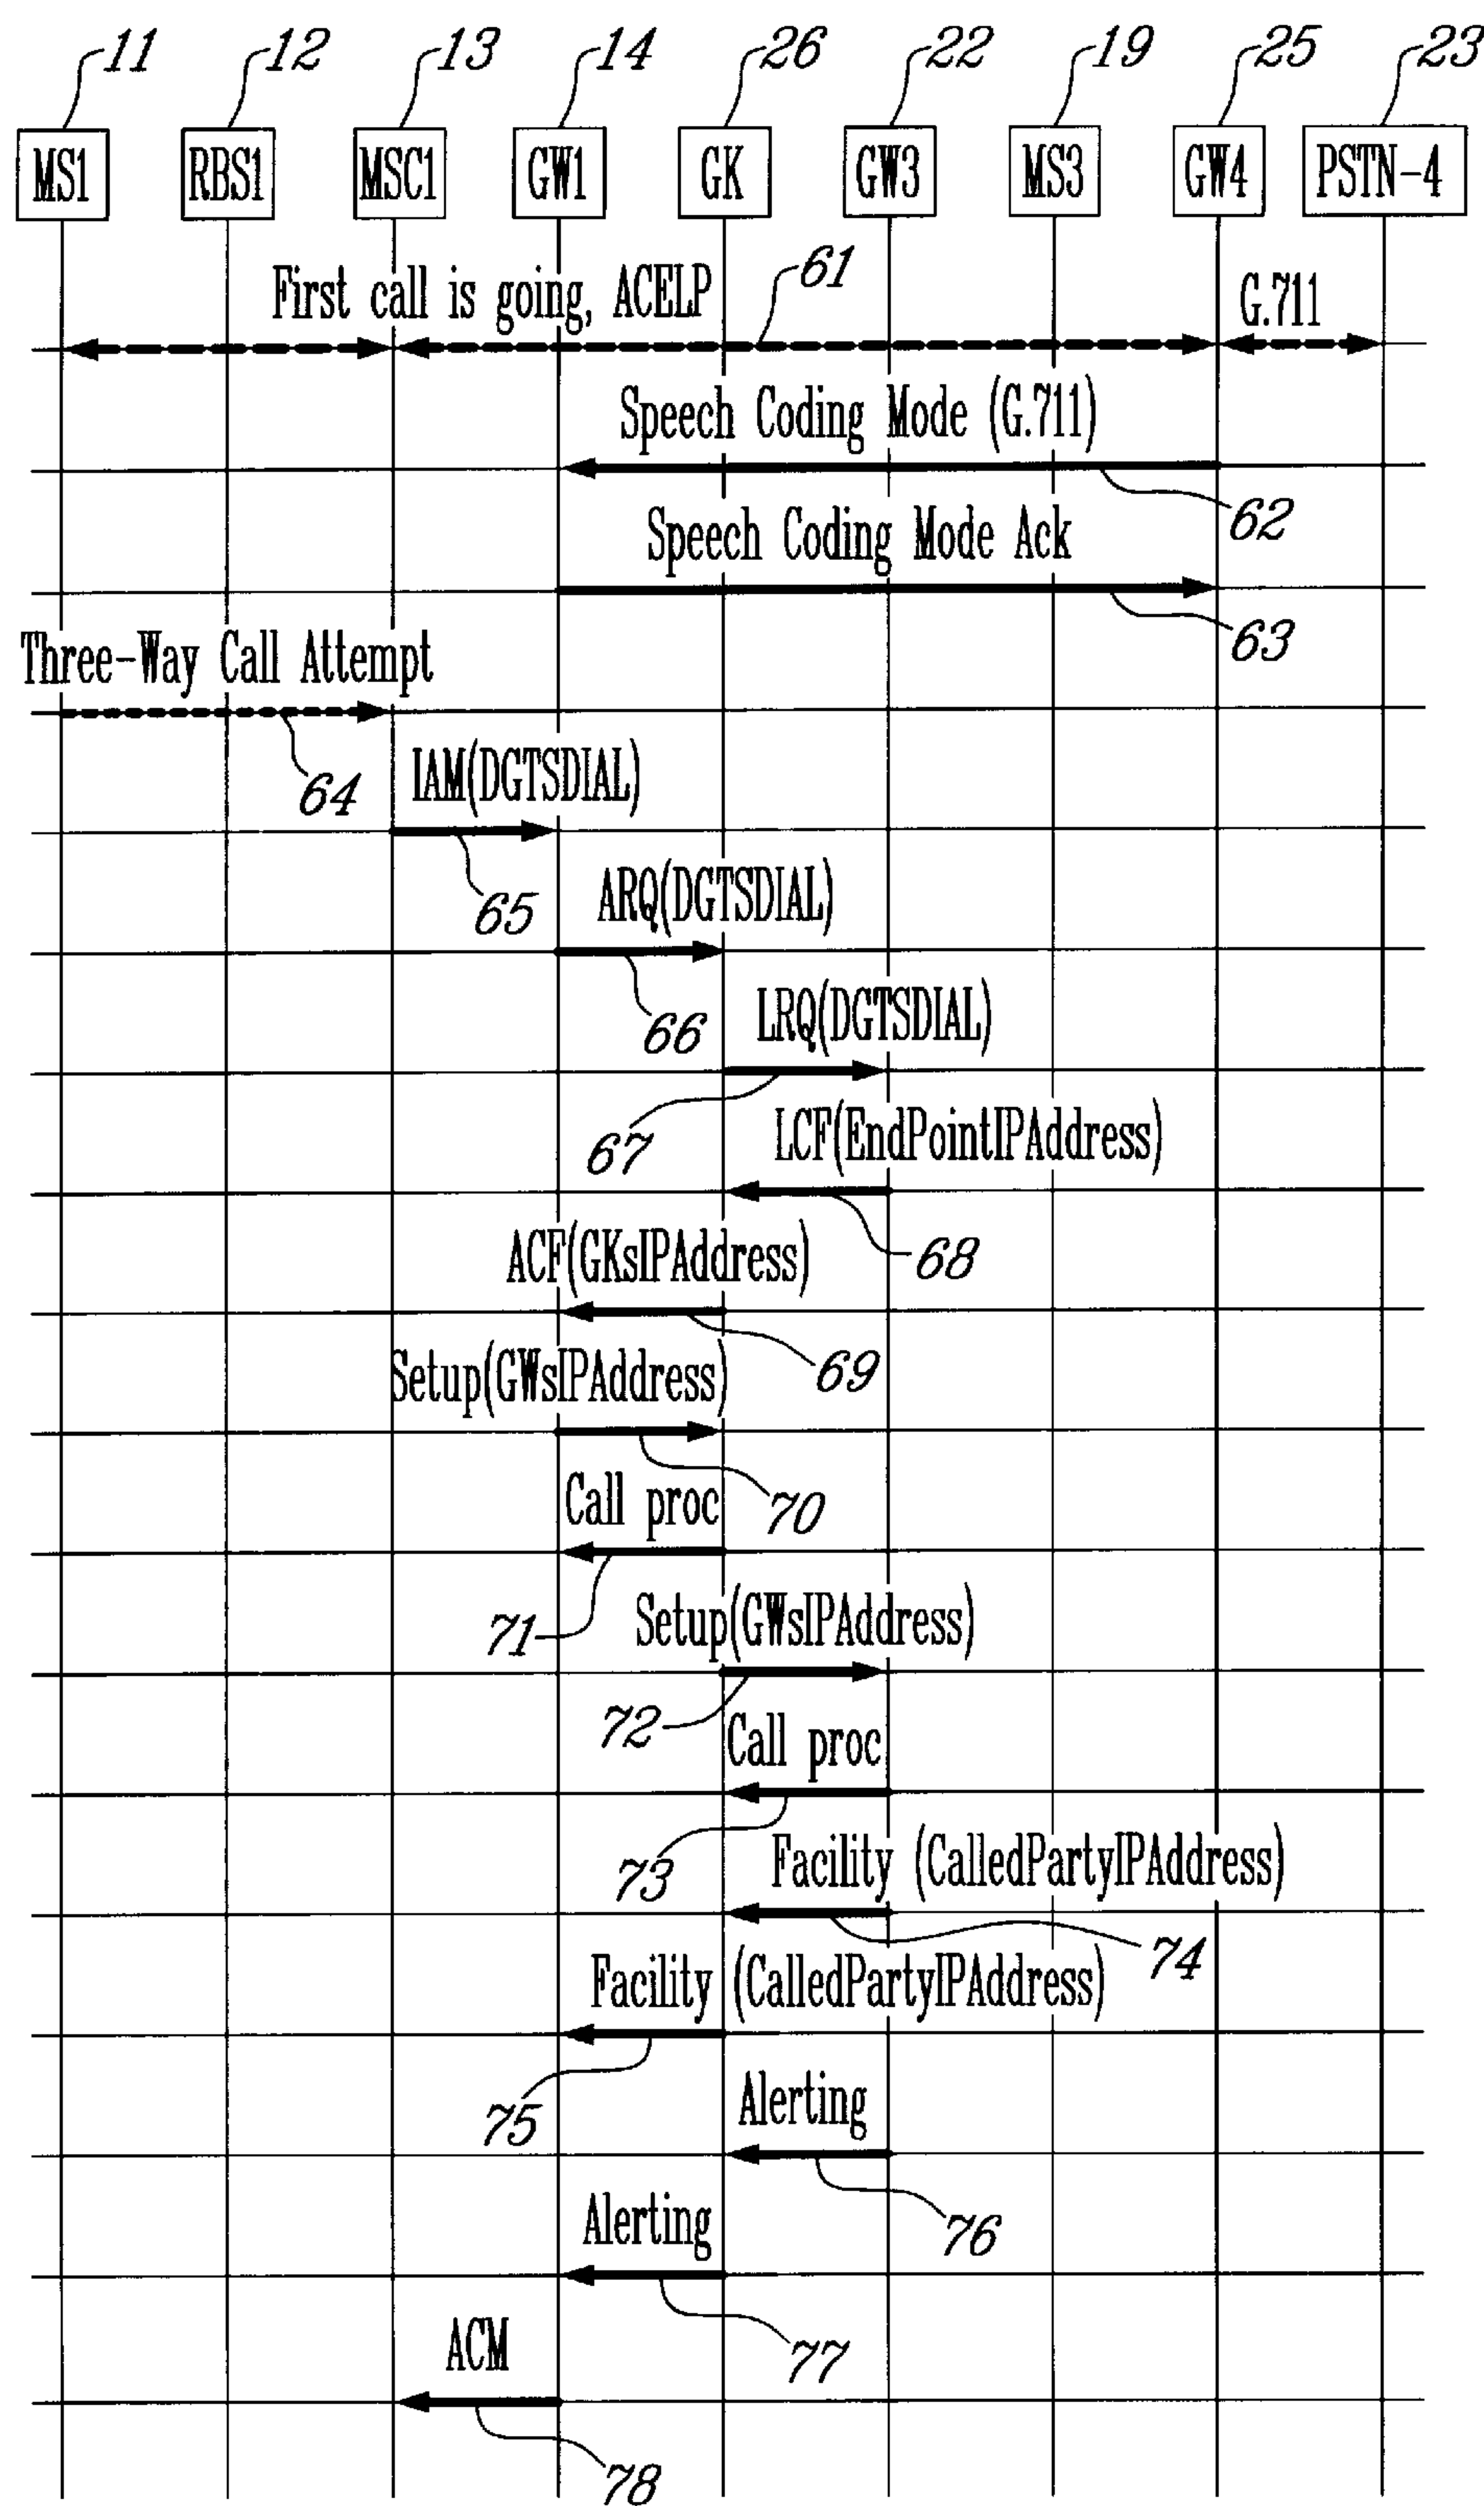 11 12 13 14 26 22 19 25 23
MS1 RBS1 MSC1 GW1 GK GW3 MS3 GW4 PSTN-4
First call is going, ACELP 61 G.711
Speech Coding Mode (G.711)
62
Speech Coding Mode Ack
63
Three-Way Call Attempt
64 IAM(DGTSDIAL)
65 ARQ(DGTSDIAL)
66 LRQ(DGTSDIAL)
67 LCF(EndPointIPAddress)
ACF(GKsIPAddress) 68
Setup(GWsIPAddress) 69
Call proc 70
71 Setup(GWsIPAddress)
72 Call proc
73 Facility (CalledPartyIPAddress)
74
Facility (CalledPartyIPAddress)
75 Alerting
Alerting 76
ACM 77
78